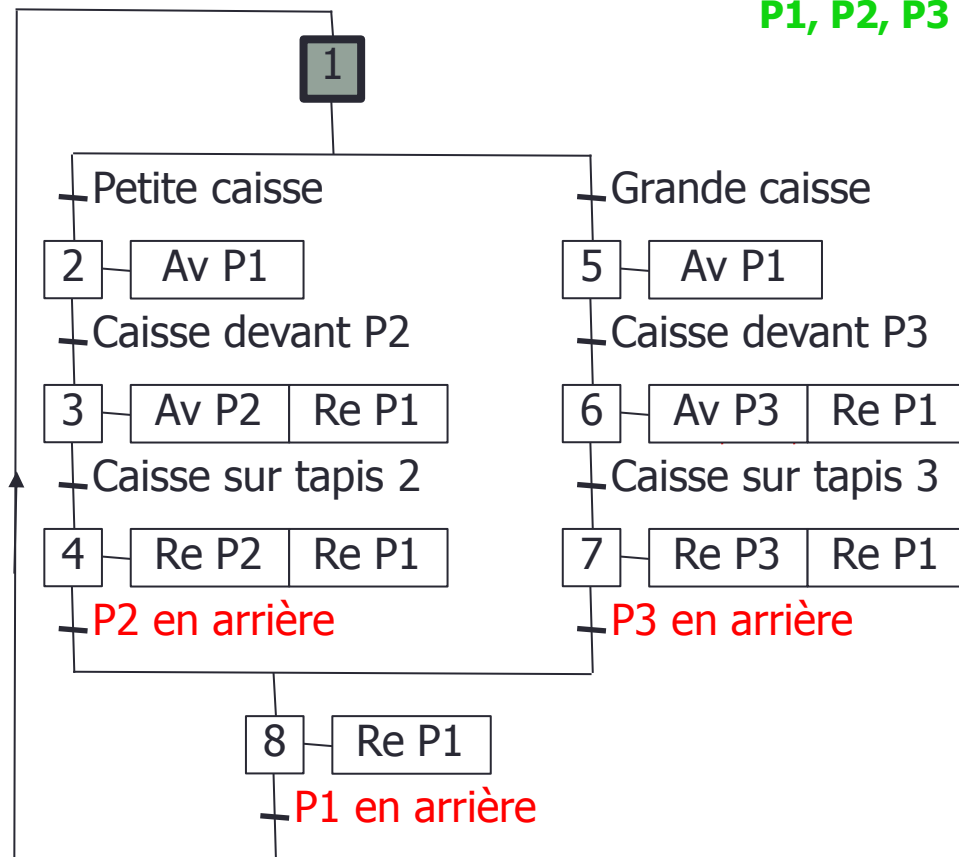 P1, P2, P3
1
Petite caisse
Grande caisse
2 Av P1
5 Av P1
Caisse devant P2
Caisse devant P3
3 Av P2 Re P1
6 Av P3 Re P1
Caisse sur tapis 2
Caisse sur tapis 3
4 Re P2 Re P1
7 Re P3 Re P1
P2 en arrière
P3 en arrière
8 Re P1
P1 en arrière